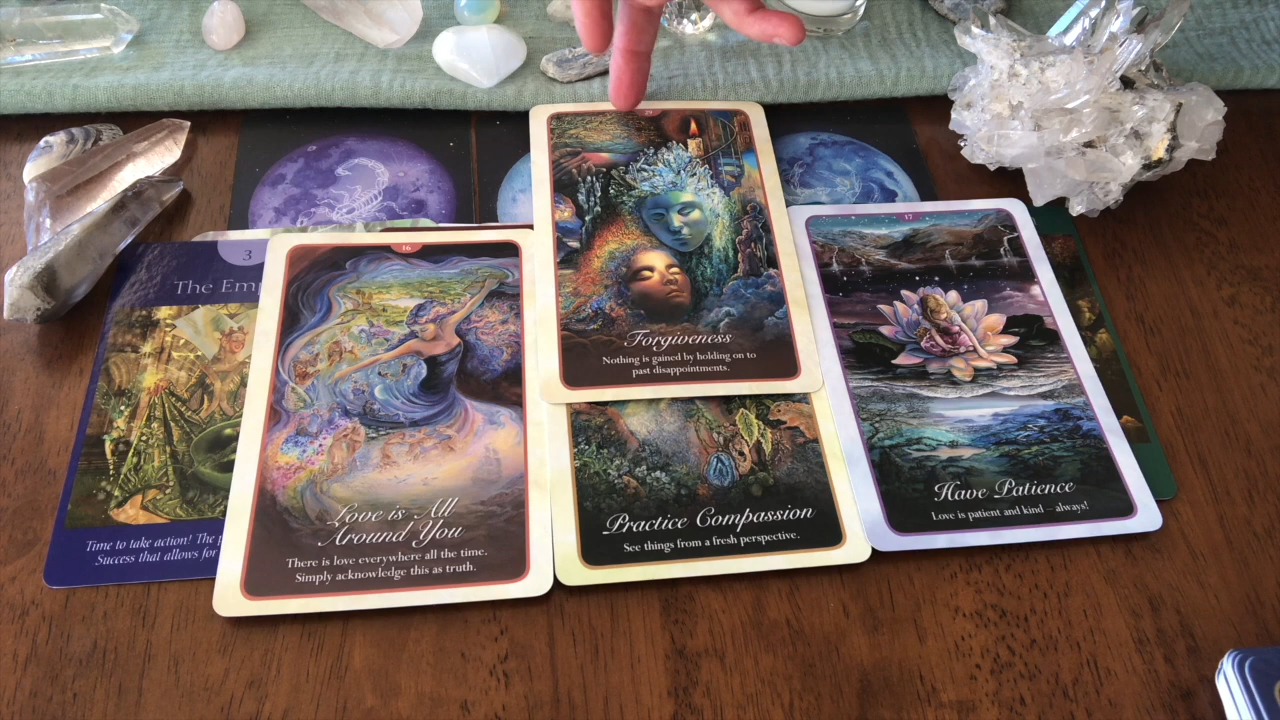 3
The Emp
Time to take action! The p
Success that allows for
16
Love is All
Around You
There is love everywhere all the time.
Simply acknowledge this as truth.
Forgiveness
Nothing is gained by holding on to
past disappointments.
Practice Compassion
See things from a fresh perspective.
17
Have Patience
Love is patient and kind – always!